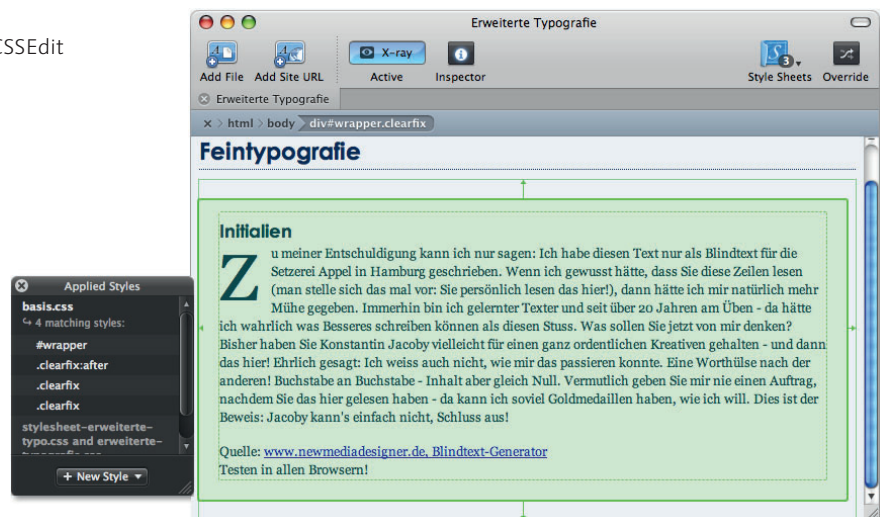 CSSEdit
Erweiterte Typografie
X-ray
Add File Add Site URL Active Inspector Style Sheets Override
3
Erweiterte Typografie
× html body div#wrapper.clearfix
Feintypografie
Initialien
Zu meiner Entschuldigung kann ich nur sagen: Ich habe diesen Text nur als Blindtext für die
Setzerei Appel in Hamburg geschrieben. Wenn ich gewusst hätte, dass Sie diese Zeilen lesen
(man stelle sich das mal vor: Sie persönlich lesen das hier!), dann hätte ich mir natürlich mehr
Mühe gegeben. Immerhin bin ich gelernter Texter und seit über 20 Jahren am Üben - da hätte
ich wahrlich was Besseres schreiben können als diesen Stuss. Was sollen Sie jetzt von mir denken?
Bisher haben Sie Konstantin Jacoby vielleicht für einen ganz ordentlichen Kreativen gehalten - und dann
das hier! Ehrlich gesagt: Ich weiss auch nicht, wie mir das passieren konnte. Eine Worthülse nach der
anderen! Buchstabe an Buchstabe - Inhalt aber gleich Null. Vermutlich geben Sie mir nie einen Auftrag,
nachdem Sie das hier gelesen haben - da kann ich soviel Goldmedaillen haben, wie ich will. Dies ist der
Beweis: Jacoby kann's einfach nicht, Schluss aus!
Quelle: www.newmediadesigner.de, Blindtext-Generator
Testen in allen Browsern!
Applied Styles
basis.css
4 matching styles:
#wrapper
.clearfix:after
.clearfix
.clearfix
stylesheet-erweiterte-
typo.css and erweiterte-
+ New Style